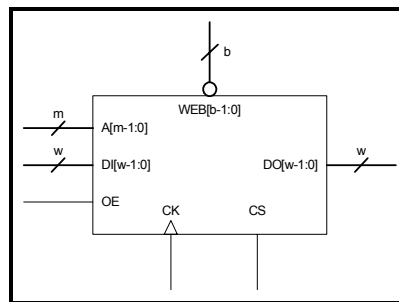 b
WEB[b-1:0]
m
A[m-1:0]
w
DI[w-1:0]
DO[w-1:0]
w
OE
CK
CS